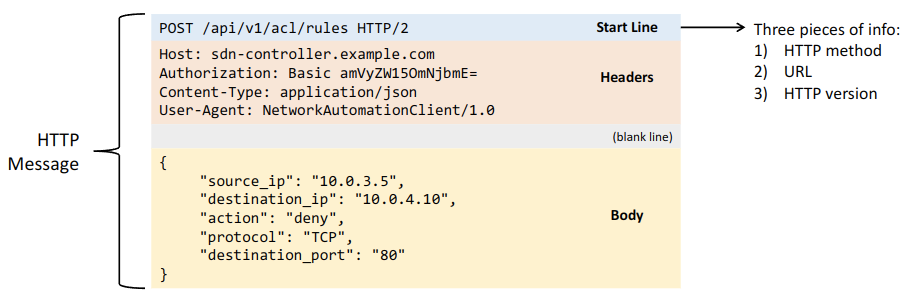 HTTP
Message
POST /api/v1/acl/rules HTTP/2
Start Line
Host: sdn-controller.example.com
Authorization: Basic amVyZW15OmNjbmE=
Content-Type: application/json
User-Agent: NetworkAutomationClient/1.0
Headers
(blank line)
{
"source_ip": "10.0.3.5",
"destination_ip": "10.0.4.10",
"action": "deny",
"protocol": "TCP",
"destination_port": "80"
}
Body
Three pieces of info:
1) HTTP method
2) URL
3) HTTP version